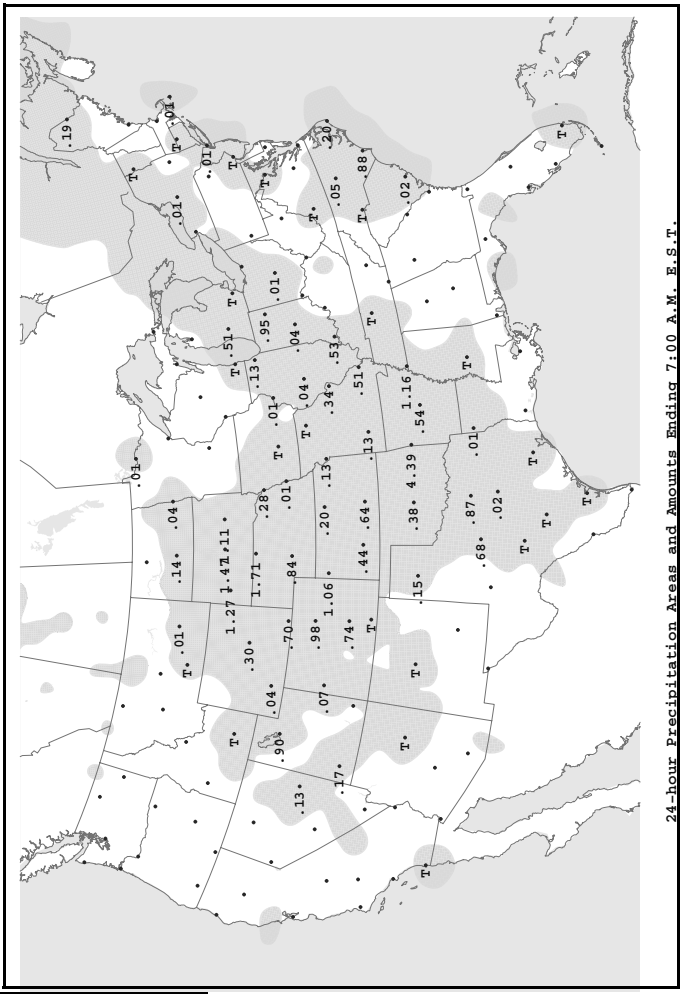 .19
T
.01
.01
T
.01
.04
.14
.01
T
.01
T
T
.51
1.27
1.47
1.11
T
T
.30
1.71
.13
T
.04
.28
.95
.90
T
.01
.01
.70
.84
.01
.04
.13
T
.04
T
.07
.98
.20
.13
.20
1.06
.34
.53
.05
.17
.74
.51
T
.88
T
.44
.64
.13
T
T
1.16
.02
.38
4.39
T
.15
.54
T
.87
.01
T
.68
.02
T
T
T
T
T
24-hour Precipitation Areas and Amounts Ending 7:00 A.M. E.S.T.